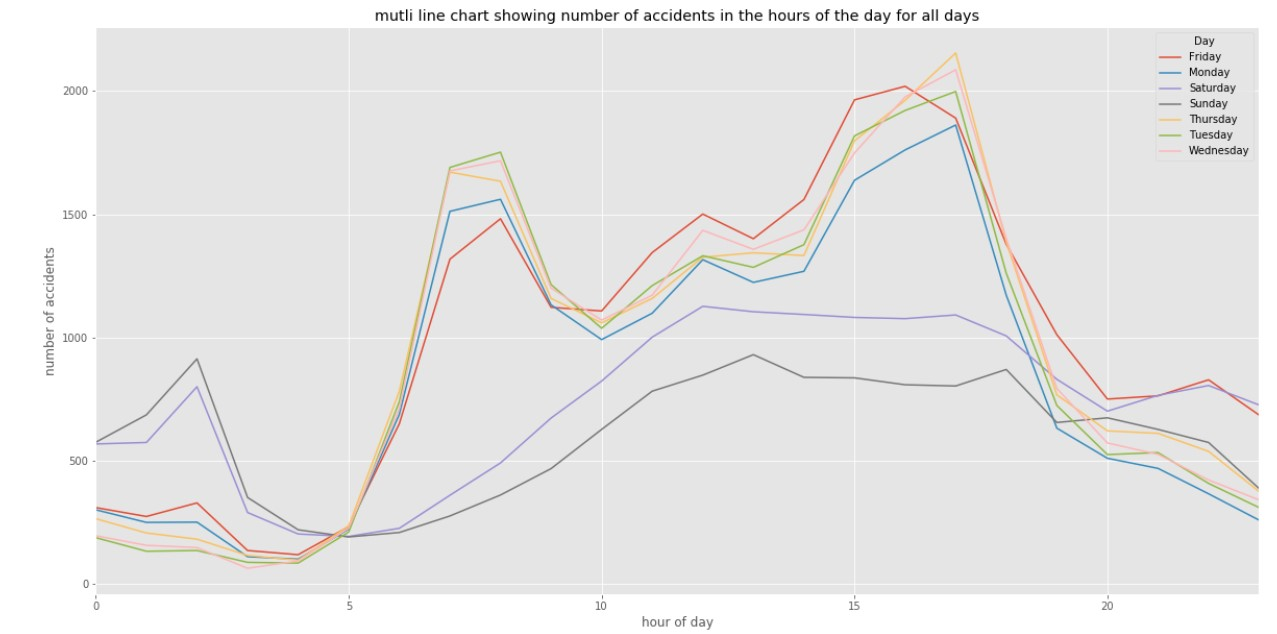 mutli line chart showing number of accidents in the hours of the day for all days
Day
Friday
Monday
Saturday
Sunday
Thursday
Tuesday
Wednesday
number of accidents
2000
1500
1000
500
0
0 5 10 15 20
hour of day